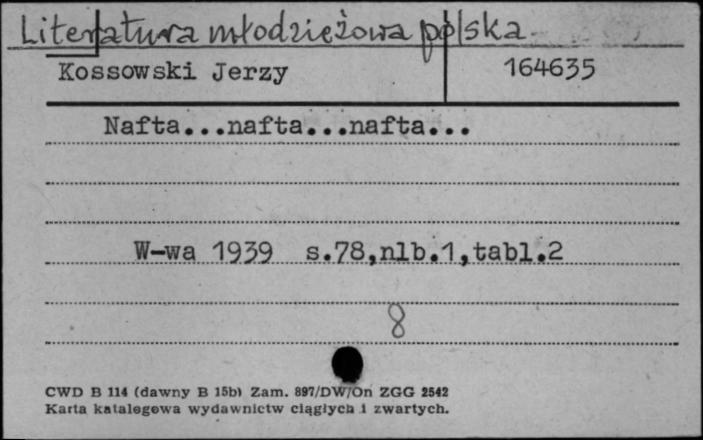 Literatura młodzieżowa polska
Kossowski Jerzy 164635
Nafta...nafta...nafta...
W-wa 1939 s.78,nlb.1,tabl.2
8
CWD B 114 (dawny B 15b) Zam. 897/DW/On ZGG 2542
Karta katalogowa wydawnictw ciągłych i zwartych.